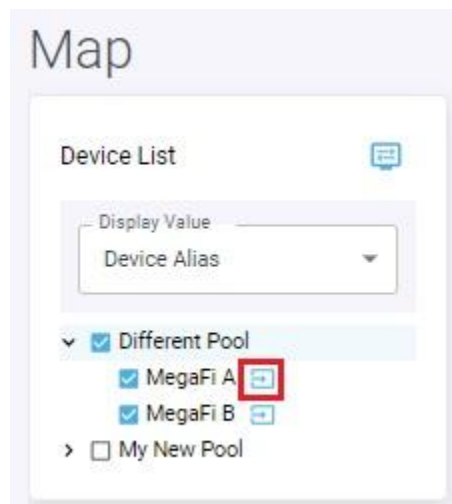 Map
Device List
Display Value
Device Alias
Different Pool
MegaFi A
MegaFi B
My New Pool